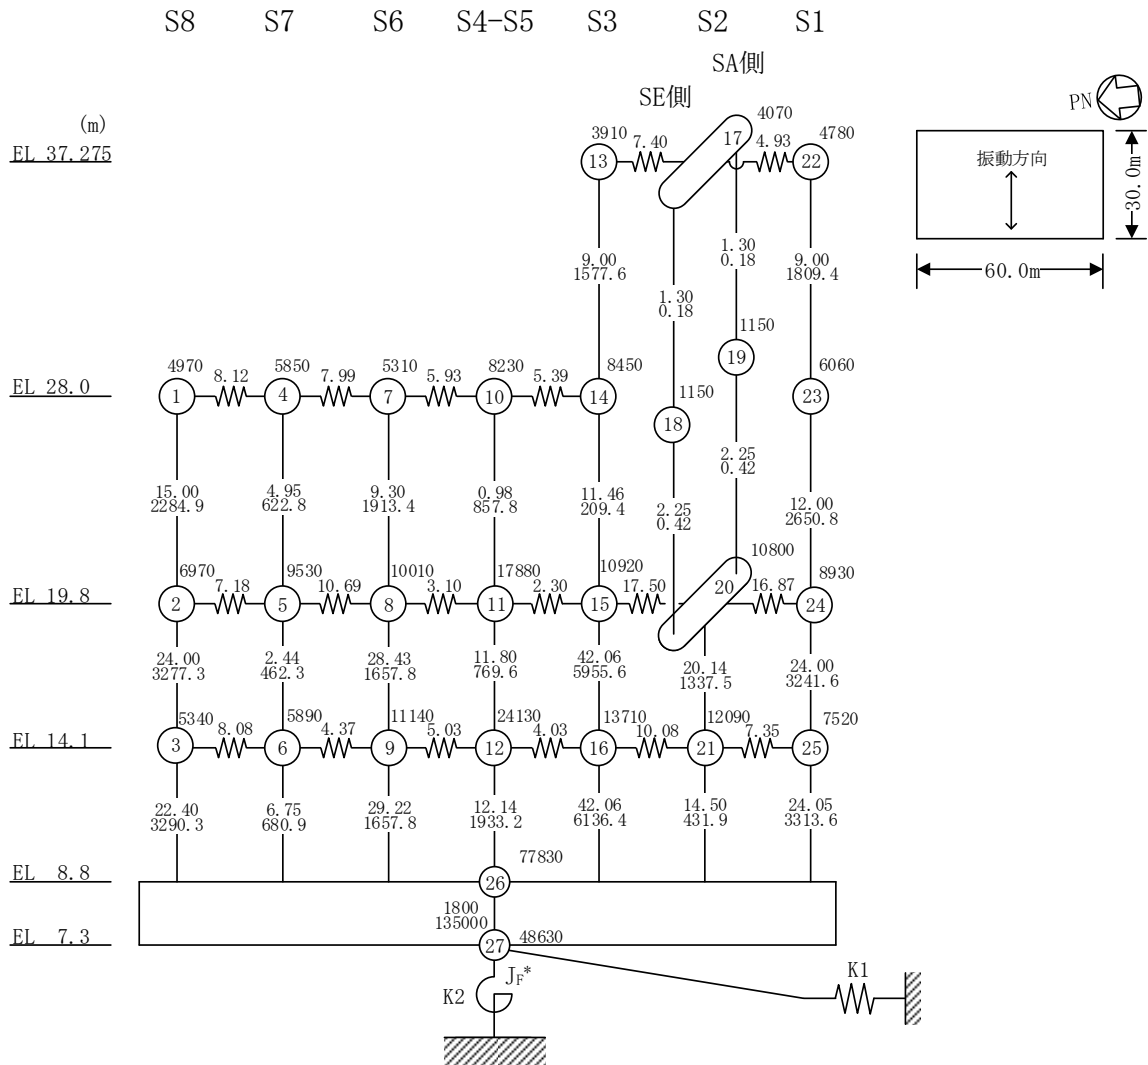 S8 S7 S6 S4-S5 S3 S2 S1
SA側
SE側
PN
(m)
EL 37.275
3910 7.40 17 4070 4.93 4780
13 22
振動方向
30.0m
60.0m
9.00
1577.6
1.30
0.18
1.30
0.18
9.00
1809.4
1150
19
1150
18
EL 28.0
4970 8.12 5850 7.99 5310 5.93 8230 5.39 8450 6060
1 4 7 10 14 23
15.00
2284.9
4.95
622.8
9.30
1913.4
0.98
857.8
11.46
209.4
2.25
0.42
2.25
0.42
12.00
2650.8
EL 19.8
6970 7.18 9530 10.69 10010 3.10 17880 2.30 10920 17.50 10800 16.87 8930
2 5 8 11 15 20 24
24.00
3277.3
2.44
462.3
28.43
1657.8
11.80
769.6
42.06
5955.6
20.14
1337.5
24.00
3241.6
EL 14.1
5340 8.08 5890 4.37 11140 5.03 24130 4.03 13710 10.08 12090 7.35 7520
3 6 9 12 16 21 25
22.40
3290.3
6.75
680.9
29.22
1657.8
12.14
1933.2
42.06
6136.4
14.50
431.9
24.05
3313.6
EL 8.8
77830
26
1800
135000
EL 7.3
27 48630
K2 JF* K1